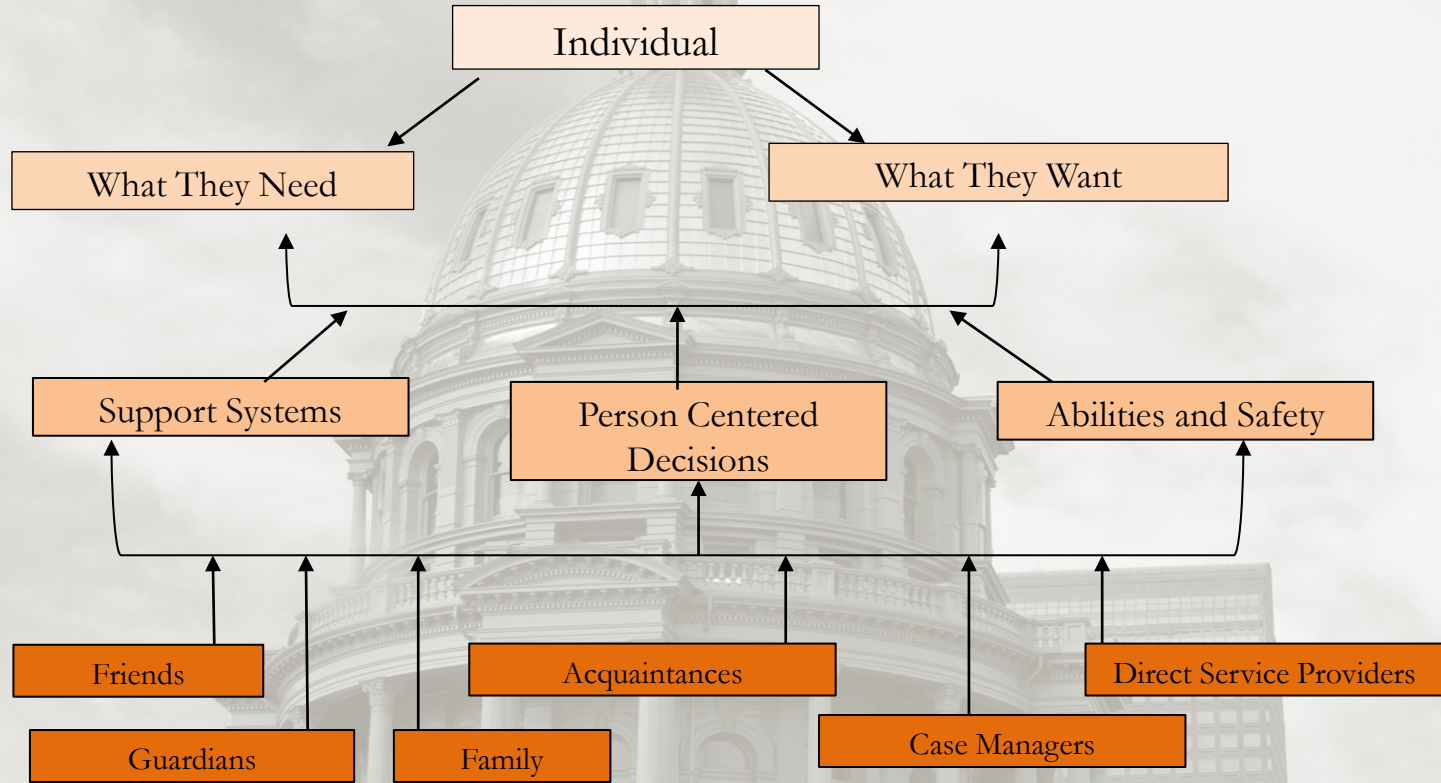 Individual
What They Need
What They Want
Support Systems
Person Centered
Decisions
Abilities and Safety
Friends
Acquaintances
Direct Service Providers
Guardians
Family
Case Managers